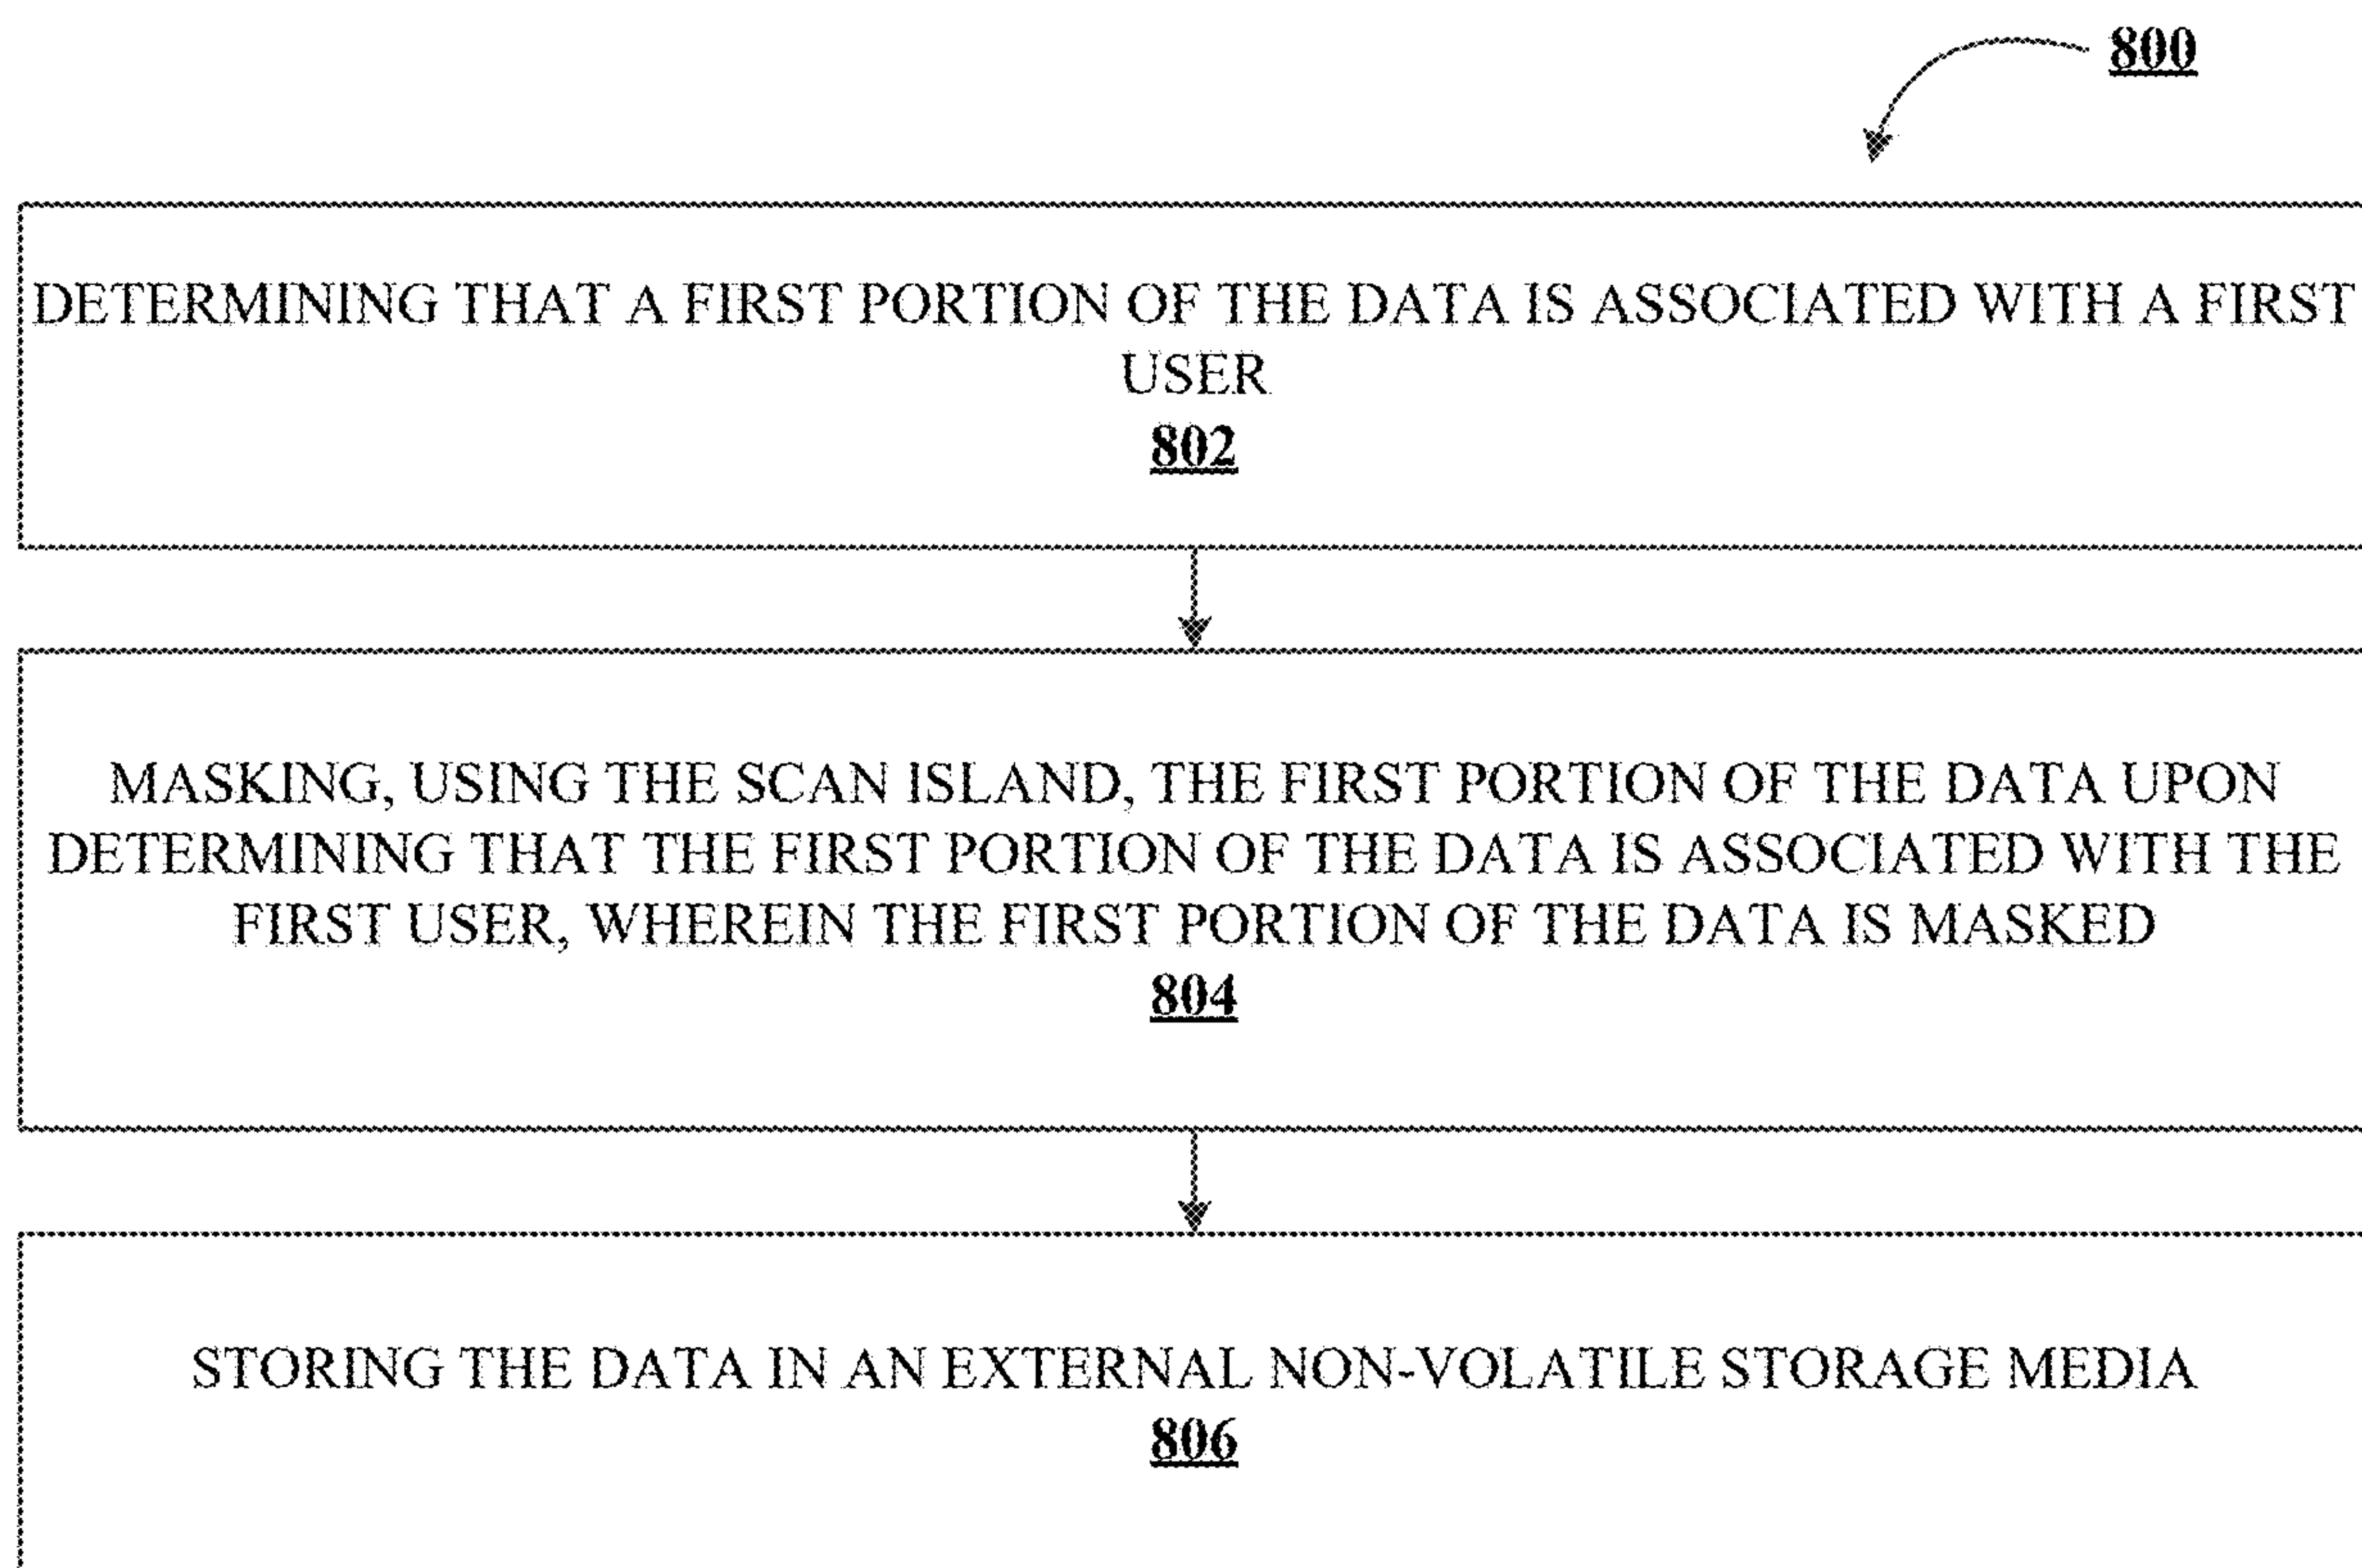 800
DETERMINING THAT A FIRST PORTION OF THE DATA IS ASSOCIATED WITH A FIRST
USER
802
MASKING, USING THE SCAN ISLAND, THE FIRST PORTION OF THE DATA UPON
DETERMINING THAT THE FIRST PORTION OF THE DATA IS ASSOCIATED WITH THE
FIRST USER, WHEREIN THE FIRST PORTION OF THE DATA IS MASKED
804
STORING THE DATA IN AN EXTERNAL NON-VOLATILE STORAGE MEDIA
806